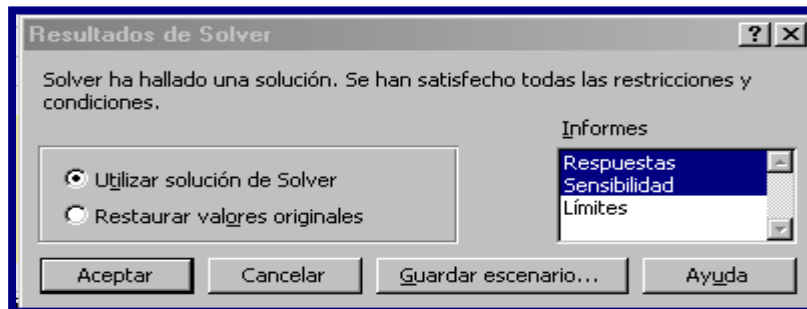 Resultados de Solver
Solver ha hallado una solución. Se han satisfecho todas las restricciones y
condiciones.
Informes
Utilizar solución de Solver
Restaurar valores originales
Respuestas
Sensibilidad
Límites
Aceptar
Cancelar
Guardar escenario...
Ayuda